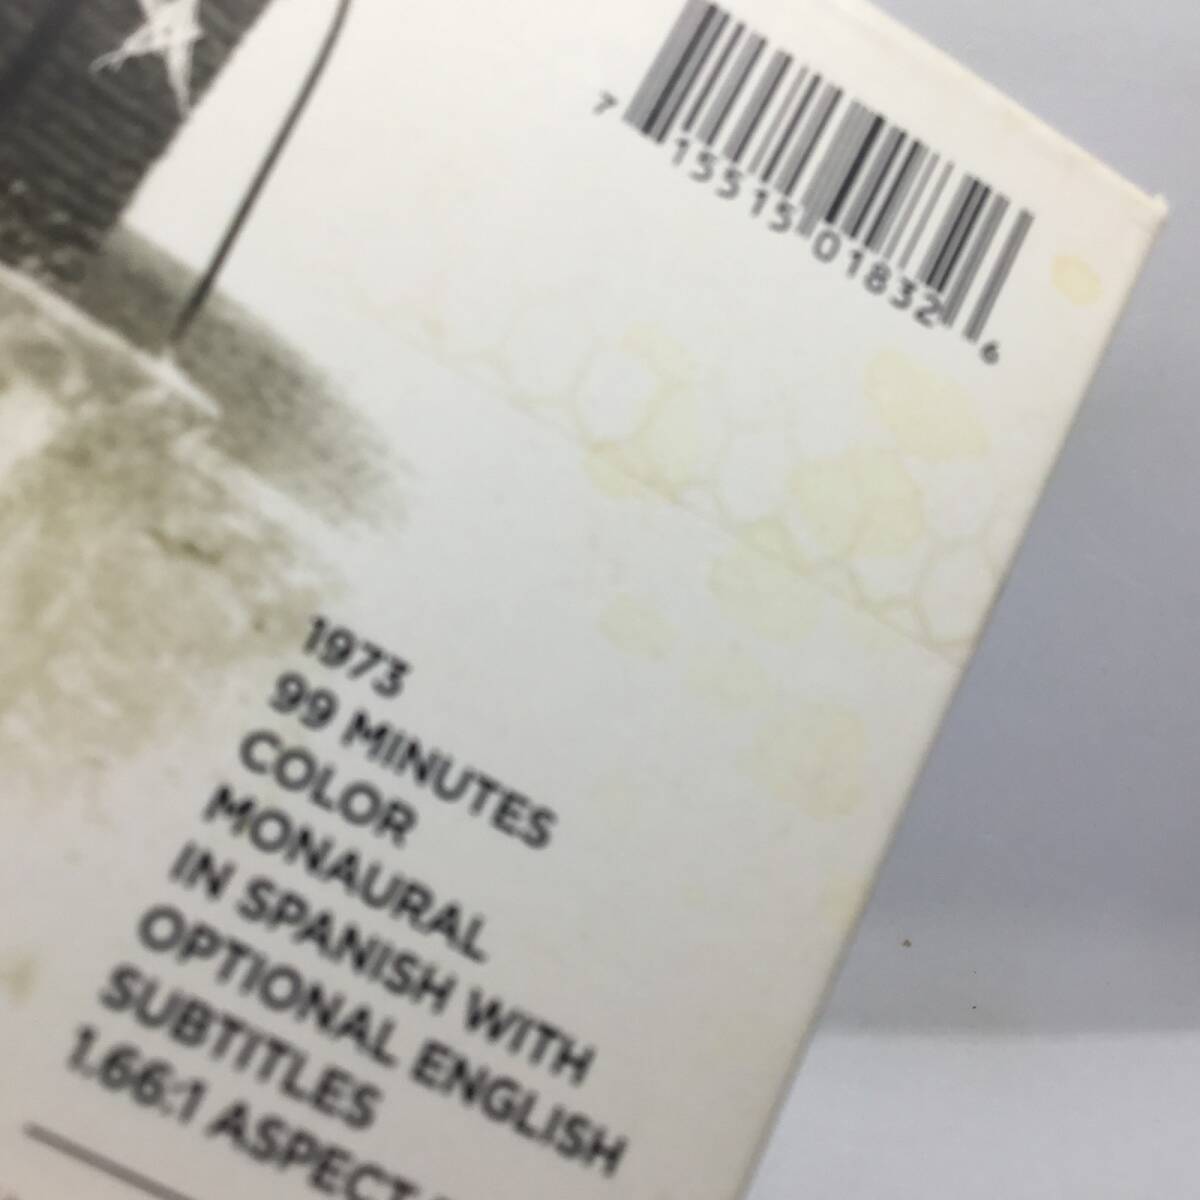 7 15515 01832 6
1973
99 MINUTES
COLOR
MONAURAL
IN SPANISH WITH
OPTIONAL ENGLISH
SUBTITLES
1.66:1 ASPECT